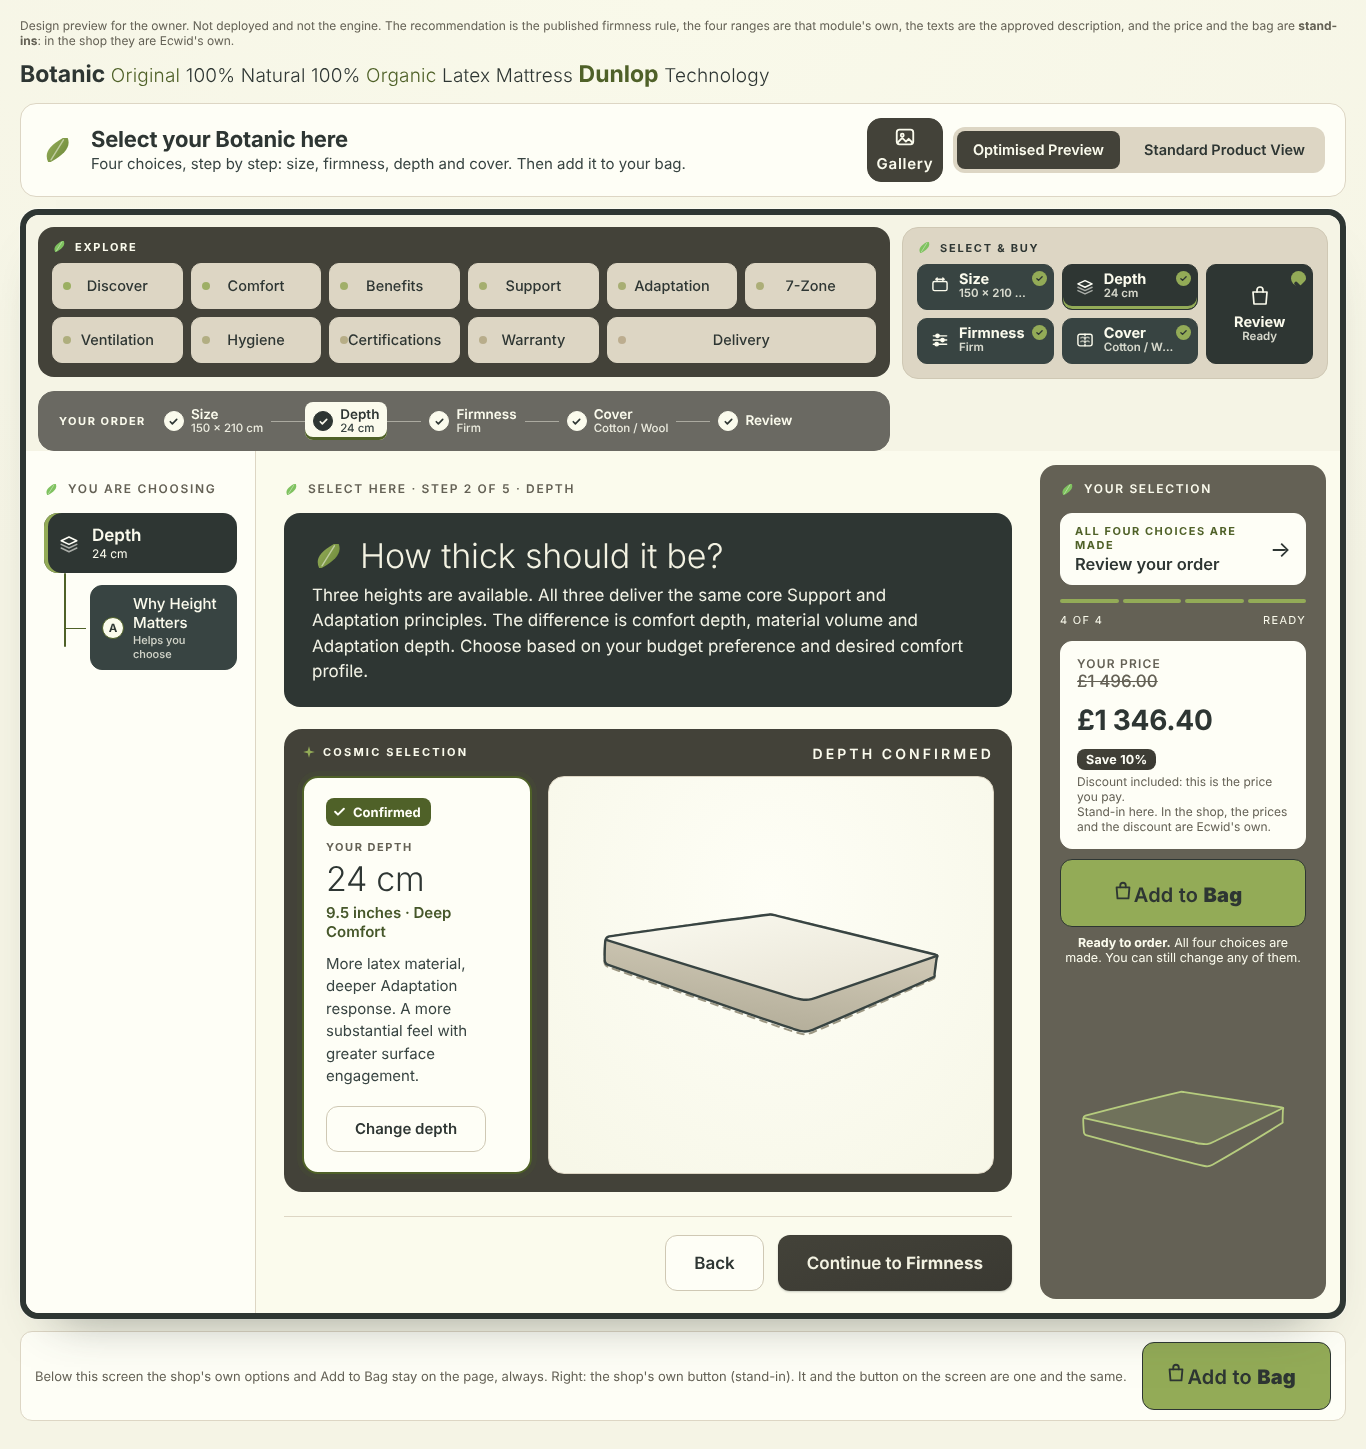 Design preview for the owner. Not deployed and not the engine. The recommendation is the published firmness rule, the four ranges are that module's own, the texts are the approved description, and the price and the bag are stand-
ins: in the shop they are Ecwid's own.
Botanic Original 100% Natural 100% Organic Latex Mattress Dunlop Technology
Select your Botanic here
Four choices, step by step: size, firmness, depth and cover. Then add it to your bag.
Gallery
Optimised Preview
Standard Product View
EXPLORE
Discover
Comfort
Benefits
Support
Adaptation
7-Zone
Ventilation
Hygiene
Certifications
Warranty
Delivery
SELECT & BUY
Size
150 × 210 ...
Depth
24 cm
Firmness
Firm
Cover
Cotton / W...
Review
Ready
YOUR ORDER
Size
150 × 210 cm
Depth
24 cm
Firmness
Firm
Cover
Cotton / Wool
Review
YOU ARE CHOOSING
Depth
24 cm
A
Why Height
Matters
Helps you
choose
SELECT HERE · STEP 2 OF 5 · DEPTH
How thick should it be?
Three heights are available. All three deliver the same core Support and
Adaptation principles. The difference is comfort depth, material volume and
Adaptation depth. Choose based on your budget preference and desired comfort
profile.
COSMIC SELECTION
DEPTH CONFIRMED
Confirmed
YOUR DEPTH
24 cm
9.5 inches · Deep
Comfort
More latex material,
deeper Adaptation
response. A more
substantial feel with
greater surface
engagement.
Change depth
Back
Continue to Firmness
YOUR SELECTION
ALL FOUR CHOICES ARE
MADE
Review your order
4 OF 4
READY
YOUR PRICE
£1 496.00
£1 346.40
Save 10%
Discount included: this is the price
you pay.
Stand-in here. In the shop, the prices
and the discount are Ecwid's own.
Add to Bag
Ready to order. All four choices are
made. You can still change any of them.
Below this screen the shop's own options and Add to Bag stay on the page, always. Right: the shop's own button (stand-in). It and the button on the screen are one and the same.
Add to Bag